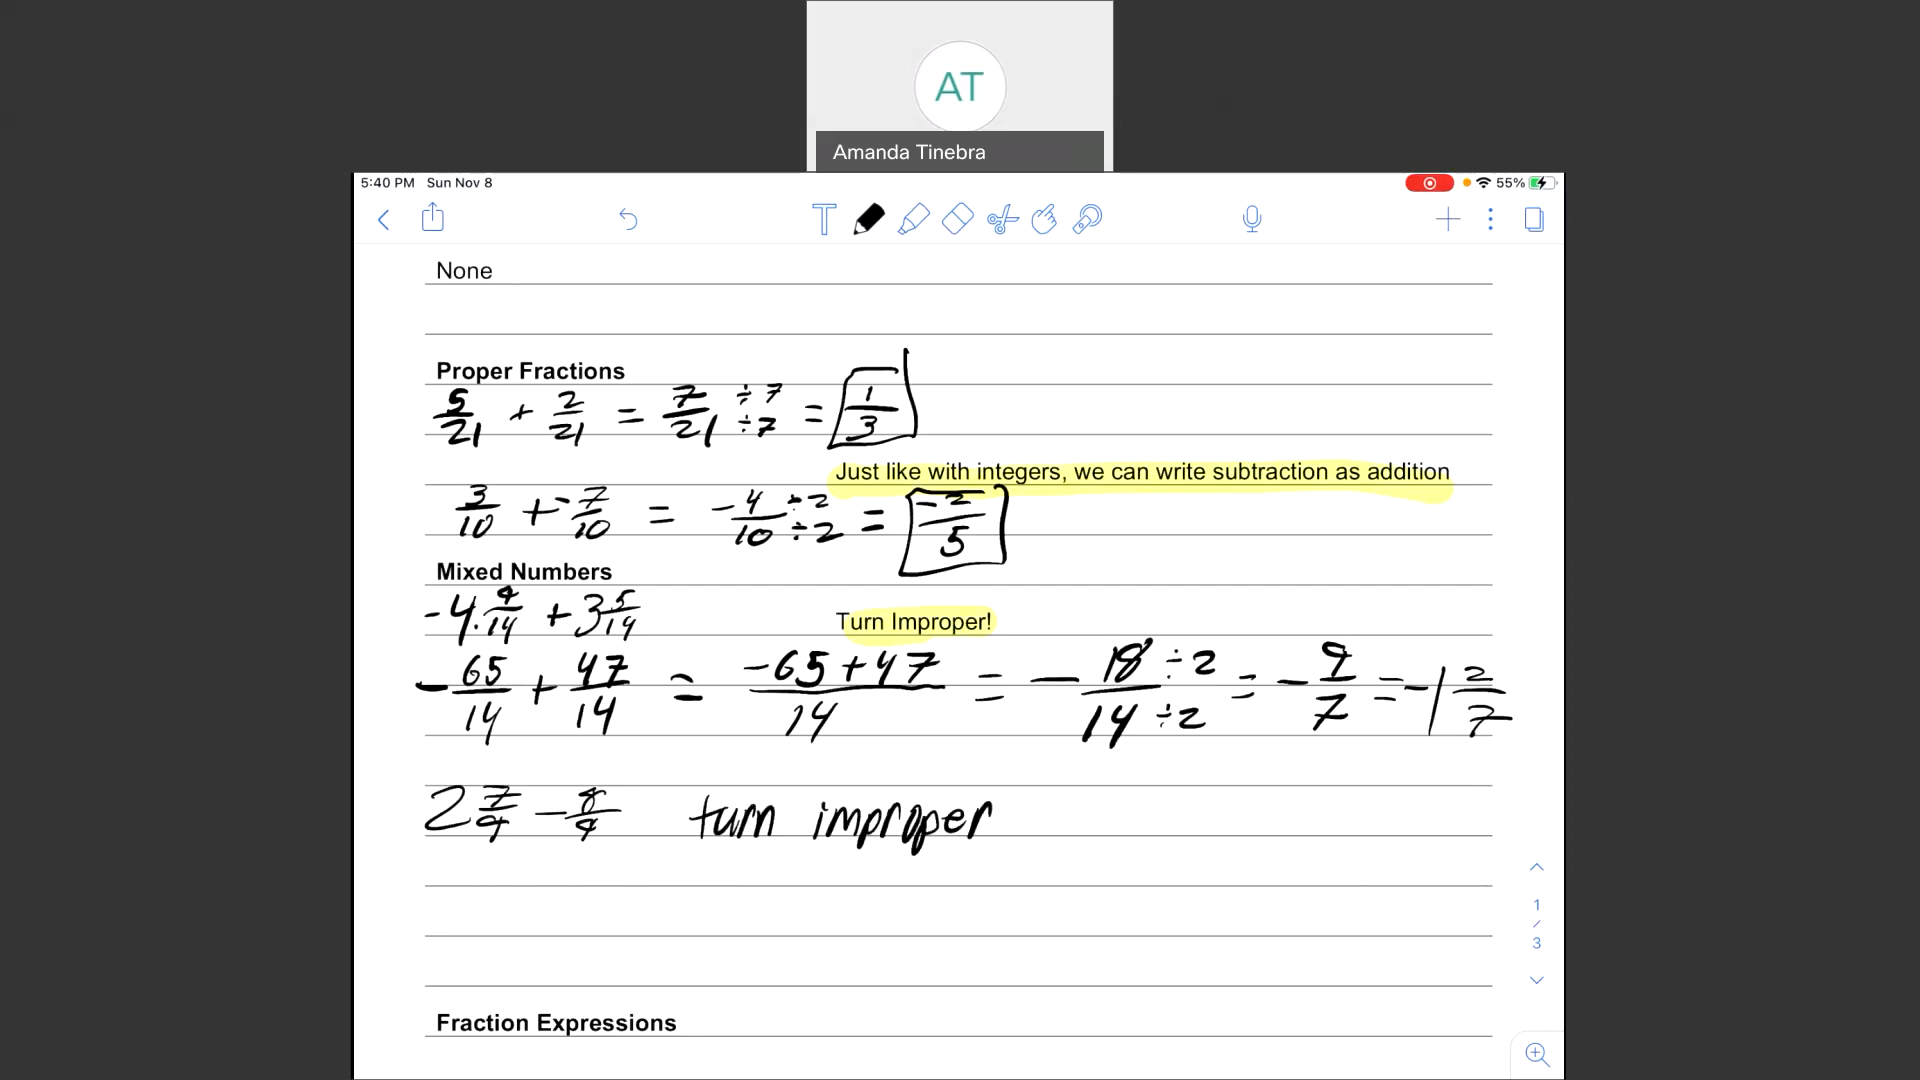 AT
Amanda Tinebra
5:40 PM Sun Nov 8
55%
None
Proper Fractions
5/21 + 2/21 = 7/21 ÷7/÷7 = 1/3
Just like with integers, we can write subtraction as addition
3/10 + -7/10 = -4/10 ÷2/÷2 = -2/5
Mixed Numbers
-4 9/14 + 3 5/14
Turn Improper!
-65/14 + 47/14 = -65+47/14 = -18/14 ÷2/÷2 = -9/7 = -1 2/7
2 7/9 - 8/9 turn improper
1
/
3
Fraction Expressions